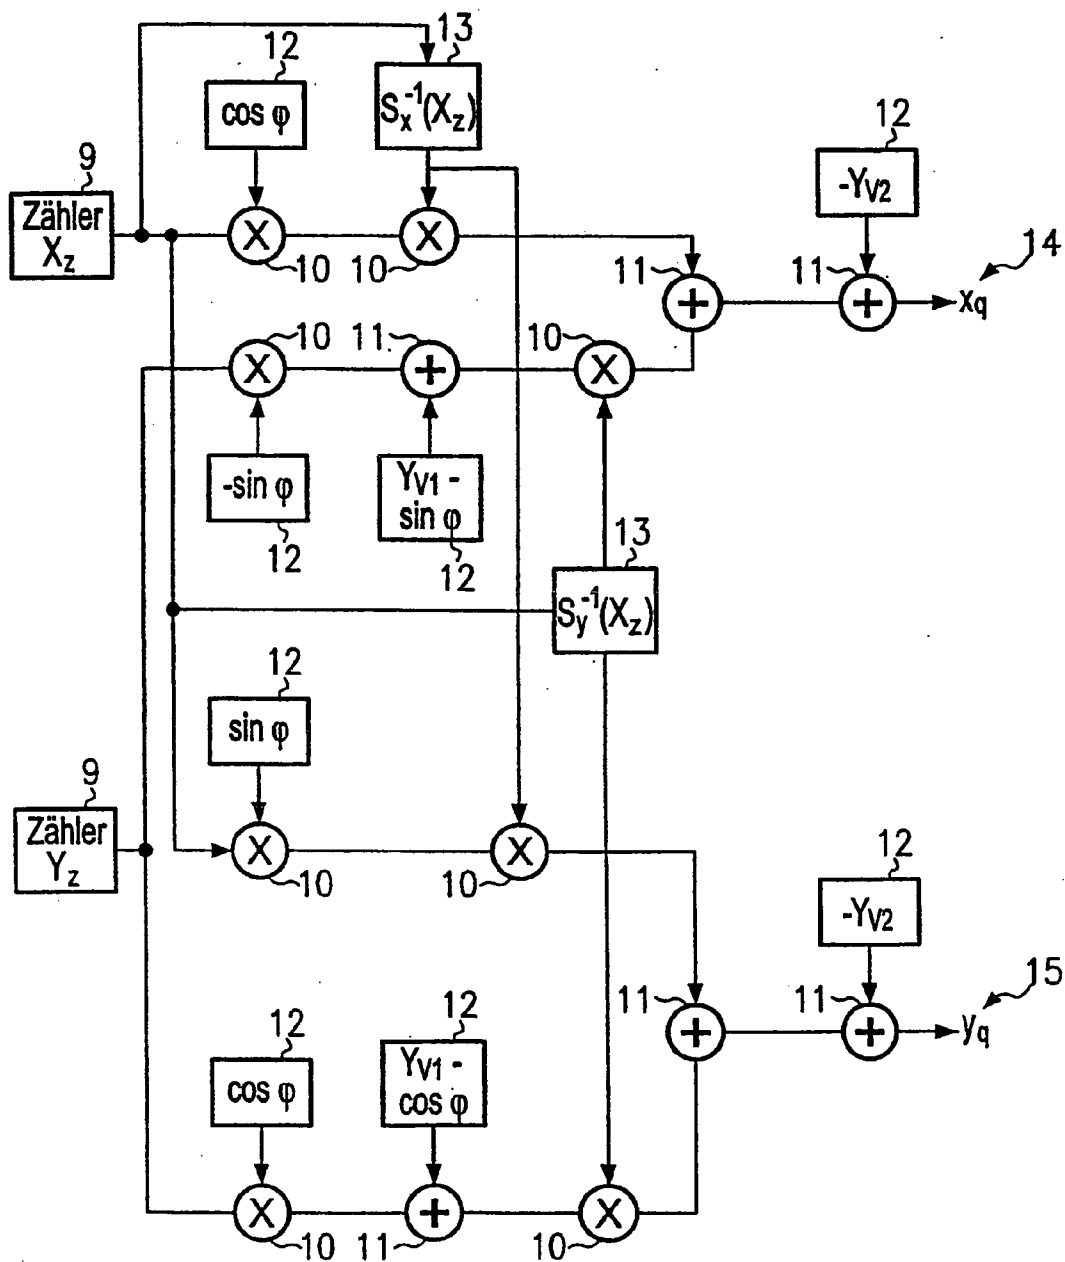 13
12
cos φ
Sx⁻¹(Xz)
12
9
-YV2
Zähler
Xz
X
X
10
10
11
11
14
+
+
xq
10
11
10
X
+
X
-sin φ
YV1 -
sin φ
12
12
13
Sy⁻¹(Xz)
12
sin φ
9
Zähler
Yz
X
X
10
10
12
-YV2
15
12
12
11
11
+
+
yq
cos φ
YV1 -
cos φ
X
+
X
10
11
10